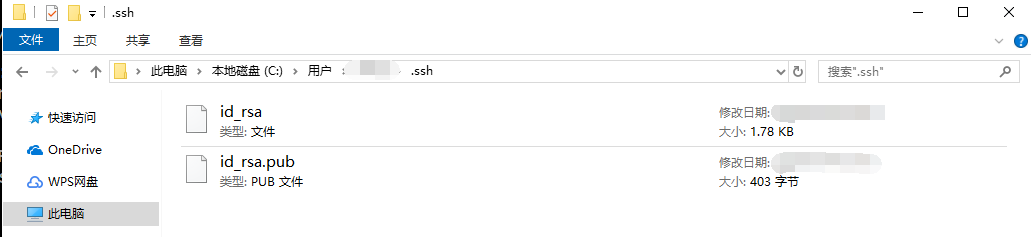 .ssh
文件 主页 共享 查看
此电脑 本地磁盘 (C:) 用户 .ssh 搜索".ssh"
快速访问
OneDrive
WPS网盘
此电脑
id_rsa 修改日期:
类型: 文件 大小: 1.78 KB
id_rsa.pub 修改日期:
类型: PUB 文件 大小: 403 字节